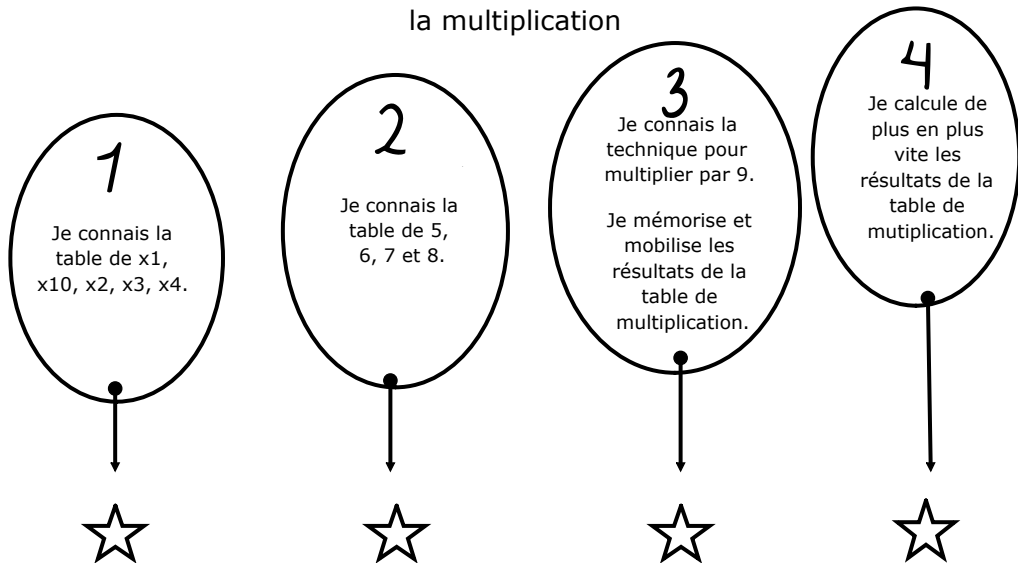 la multiplication
1
Je connais la
table de x1,
x10, x2, x3, x4.
2
Je connais la
table de 5,
6, 7 et 8.
3
Je connais la
technique pour
multiplier par 9.
Je mémorise et
mobilise les
résultats de la
table de
multiplication.
4
Je calcule de
plus en plus
vite les
résultats de la
table de
mutiplication.